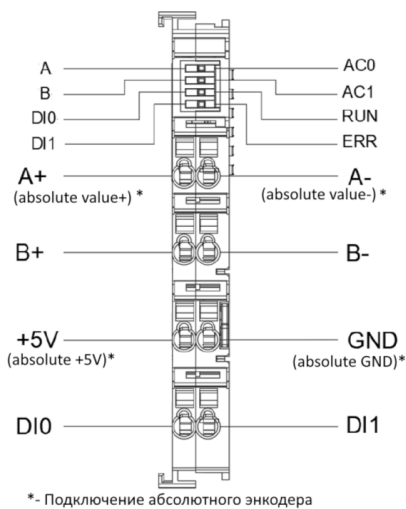 A AC0
B AC1
DI0 RUN
DI1 ERR
A+ A-
(absolute value+) * (absolute value-) *
B+ B-
+5V GND
(absolute +5V)* (absolute GND)*
DI0 DI1
*- Подключение абсолютного энкодера